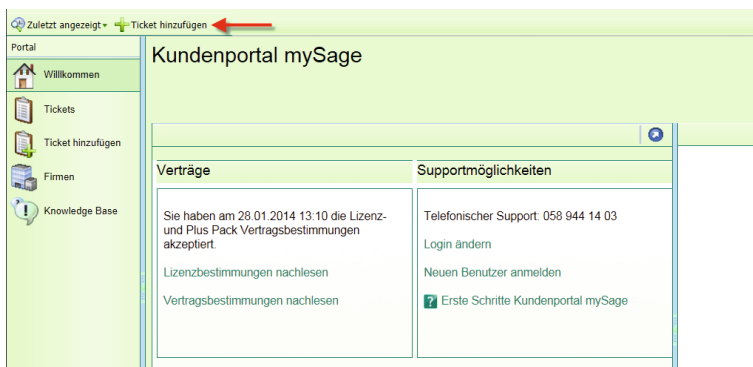 Zuletzt angezeigt
Ticket hinzufügen
Portal
Willlkommen
Tickets
Ticket hinzufügen
Firmen
Knowledge Base
Kundenportal mySage
Verträge
Sie haben am 28.01.2014 13:10 die Lizenz-
und Plus Pack Vertragsbestimmungen
akzeptiert.
Lizenzbestimmungen nachlesen
Vertragsbestimmungen nachlesen
Supportmöglichkeiten
Telefonischer Support: 058 944 14 03
Login ändern
Neuen Benutzer anmelden
Erste Schritte Kundenportal mySage